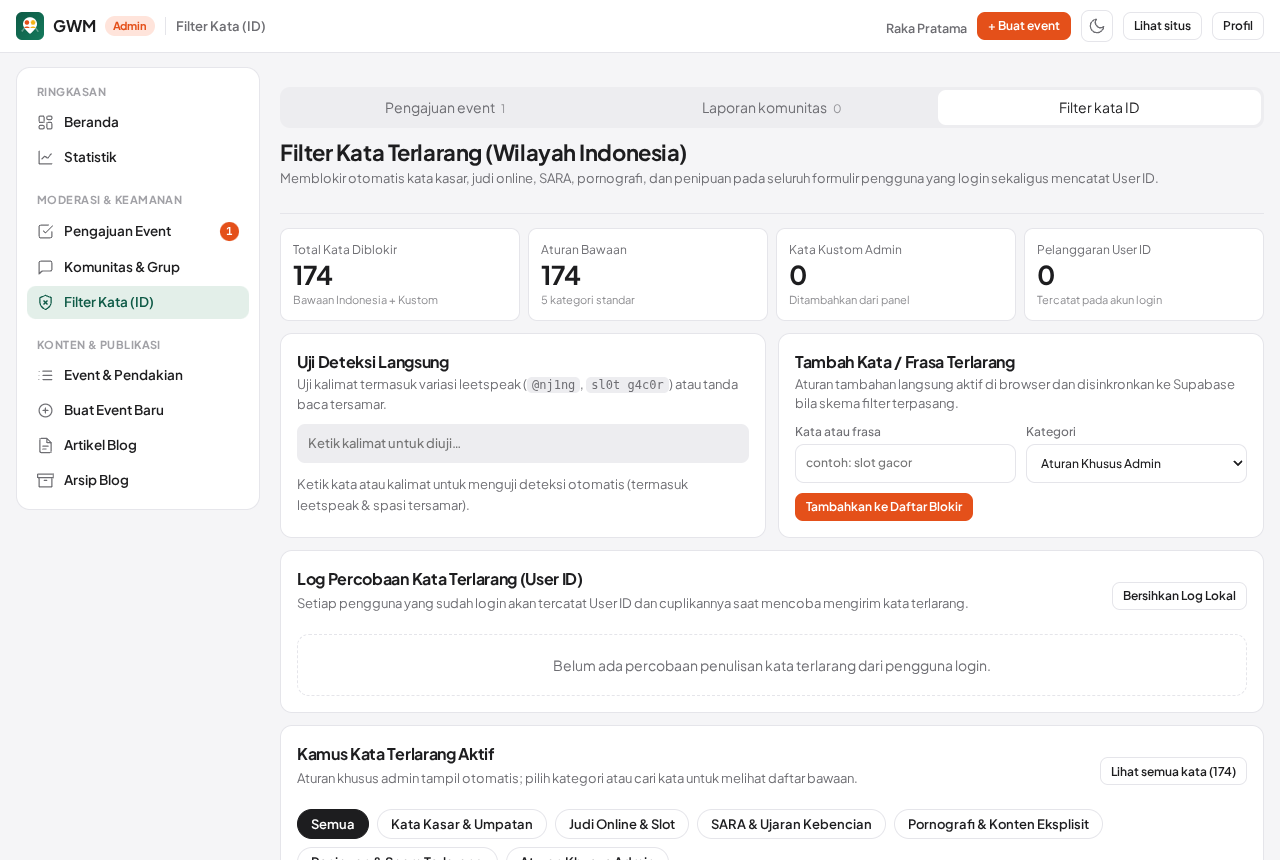 GWM Admin Filter Kata (ID)
Raka Pratama + Buat event Lihat situs Profil
RINGKASAN
Beranda
Statistik
MODERASI & KEAMANAN
Pengajuan Event 1
Komunitas & Grup
Filter Kata (ID)
KONTEN & PUBLIKASI
Event & Pendakian
Buat Event Baru
Artikel Blog
Arsip Blog
Pengajuan event 1 Laporan komunitas 0 Filter kata ID
Filter Kata Terlarang (Wilayah Indonesia)
Memblokir otomatis kata kasar, judi online, SARA, pornografi, dan penipuan pada seluruh formulir pengguna yang login sekaligus mencatat User ID.
Total Kata Diblokir
174
Bawaan Indonesia + Kustom
Aturan Bawaan
174
5 kategori standar
Kata Kustom Admin
0
Ditambahkan dari panel
Pelanggaran User ID
0
Tercatat pada akun login
Uji Deteksi Langsung
Uji kalimat termasuk variasi leetspeak ( @nj1ng , sl0t g4c0r ) atau tanda
baca tersamar.
Ketik kalimat untuk diuji...
Ketik kata atau kalimat untuk menguji deteksi otomatis (termasuk
leetspeak & spasi tersamar).
Tambah Kata / Frasa Terlarang
Aturan tambahan langsung aktif di browser dan disinkronkan ke Supabase
bila skema filter terpasang.
Kata atau frasa Kategori
contoh: slot gacor Aturan Khusus Admin
Tambahkan ke Daftar Blokir
Log Percobaan Kata Terlarang (User ID)
Setiap pengguna yang sudah login akan tercatat User ID dan cuplikannya saat mencoba mengirim kata terlarang.
Bersihkan Log Lokal
Belum ada percobaan penulisan kata terlarang dari pengguna login.
Kamus Kata Terlarang Aktif
Aturan khusus admin tampil otomatis; pilih kategori atau cari kata untuk melihat daftar bawaan.
Lihat semua kata (174)
Semua Kata Kasar & Umpatan Judi Online & Slot SARA & Ujaran Kebencian Pornografi & Konten Eksplisit